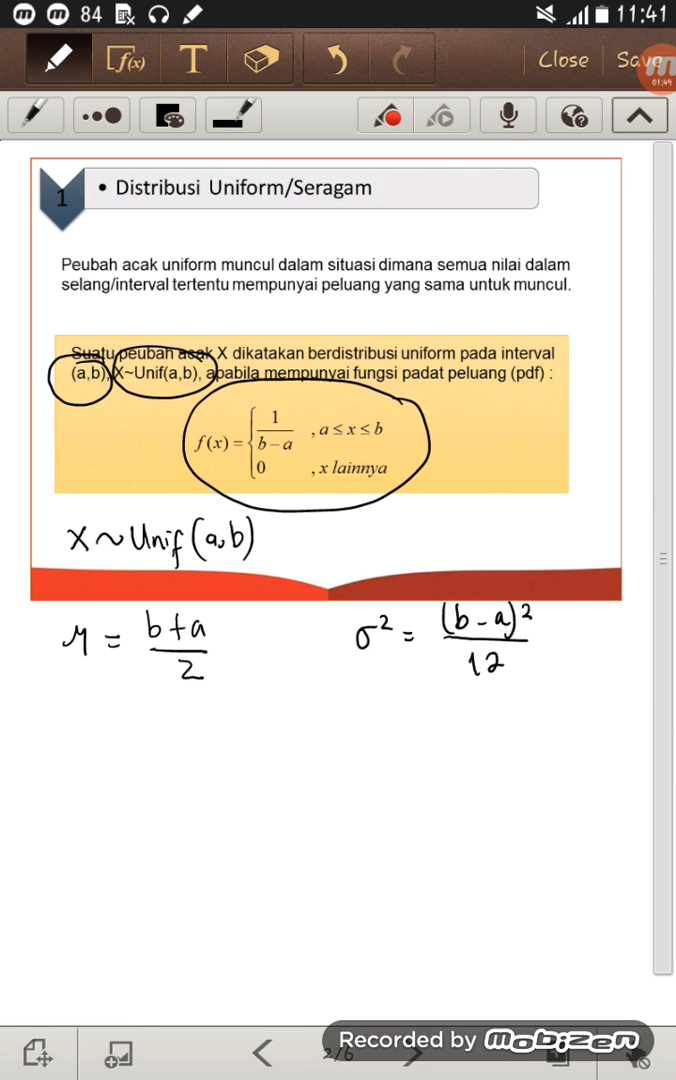 84 11:41
f(x) T Close Save
01:49
1 • Distribusi Uniform/Seragam
Peubah acak uniform muncul dalam situasi dimana semua nilai dalam
selang/interval tertentu mempunyai peluang yang sama untuk muncul.
Suatu peubah acak X dikatakan berdistribusi uniform pada interval
(a,b), X~Unif(a,b), apabila mempunyai fungsi padat peluang (pdf) :
f(x) = { 1/(b – a) , a ≤ x ≤ b
0 , x lainnya
X ~ Unif (a,b)
μ = (b+a)/2 σ² = (b-a)²/12
2/6
Recorded by mobizen